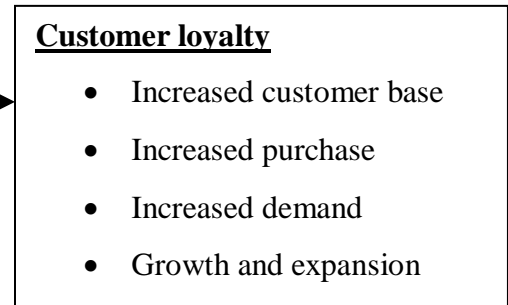 Customer loyalty
• Increased customer base
• Increased purchase
• Increased demand
• Growth and expansion